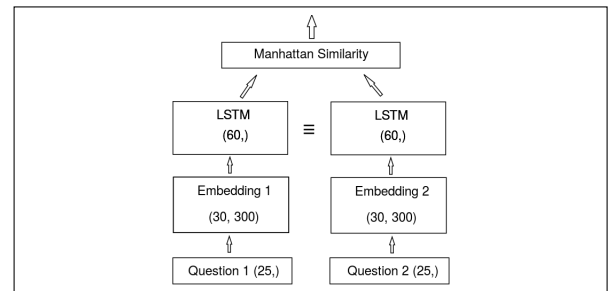 Manhattan Similarity
LSTM
(60,)
≡
LSTM
(60,)
Embedding 1
(30, 300)
Embedding 2
(30, 300)
Question 1 (25,)
Question 2 (25,)